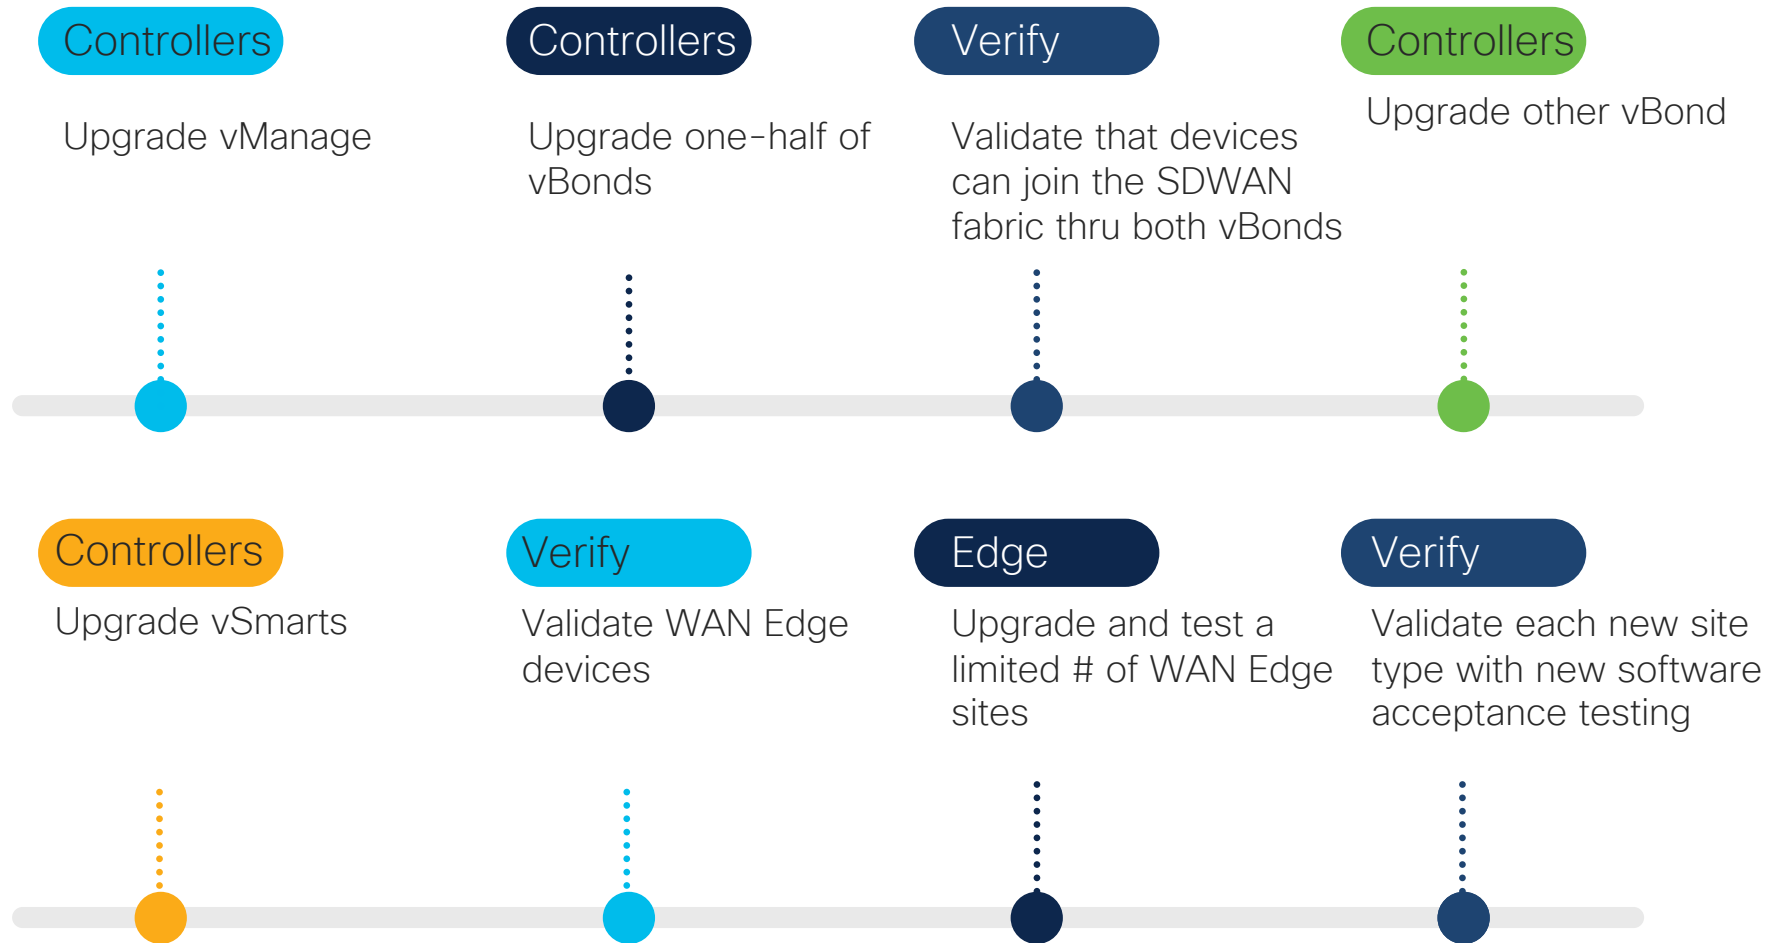 Controllers
Upgrade vManage
Controllers
Upgrade one-half of
vBonds
Verify
Validate that devices
can join the SDWAN
fabric thru both vBonds
Controllers
Upgrade other vBond
Controllers
Upgrade vSmarts
Verify
Validate WAN Edge
devices
Edge
Upgrade and test a
limited # of WAN Edge
sites
Verify
Validate each new site
type with new software
acceptance testing